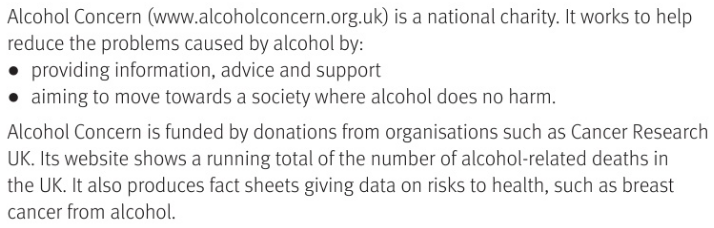 Alcohol Concern (www.alcoholconcern.org.uk) is a national charity. It works to help
reduce the problems caused by alcohol by:
● providing information, advice and support
● aiming to move towards a society where alcohol does no harm.
Alcohol Concern is funded by donations from organisations such as Cancer Research
UK. Its website shows a running total of the number of alcohol-related deaths in
the UK. It also produces fact sheets giving data on risks to health, such as breast
cancer from alcohol.